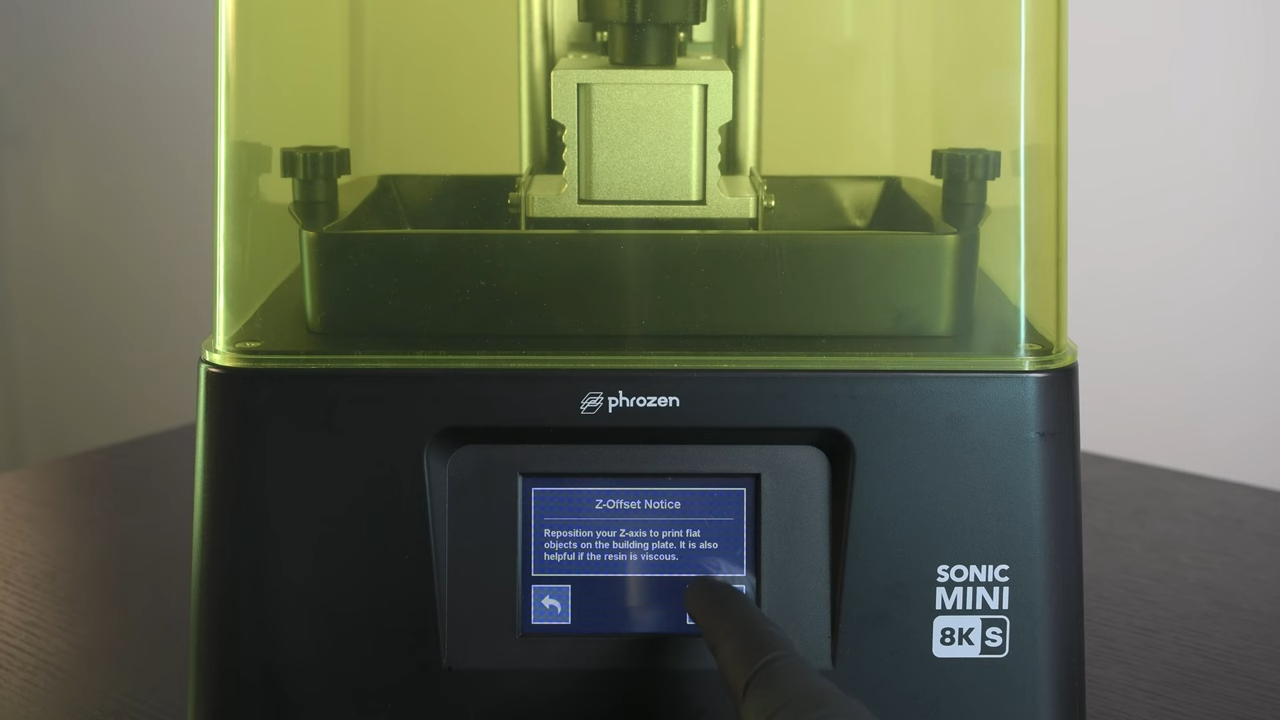 phrozen
Z-Offset Notice
Reposition your Z-axis to print flat
objects on the building plate. It is also
helpful if the resin is viscous.
SONIC
MINI
8K S